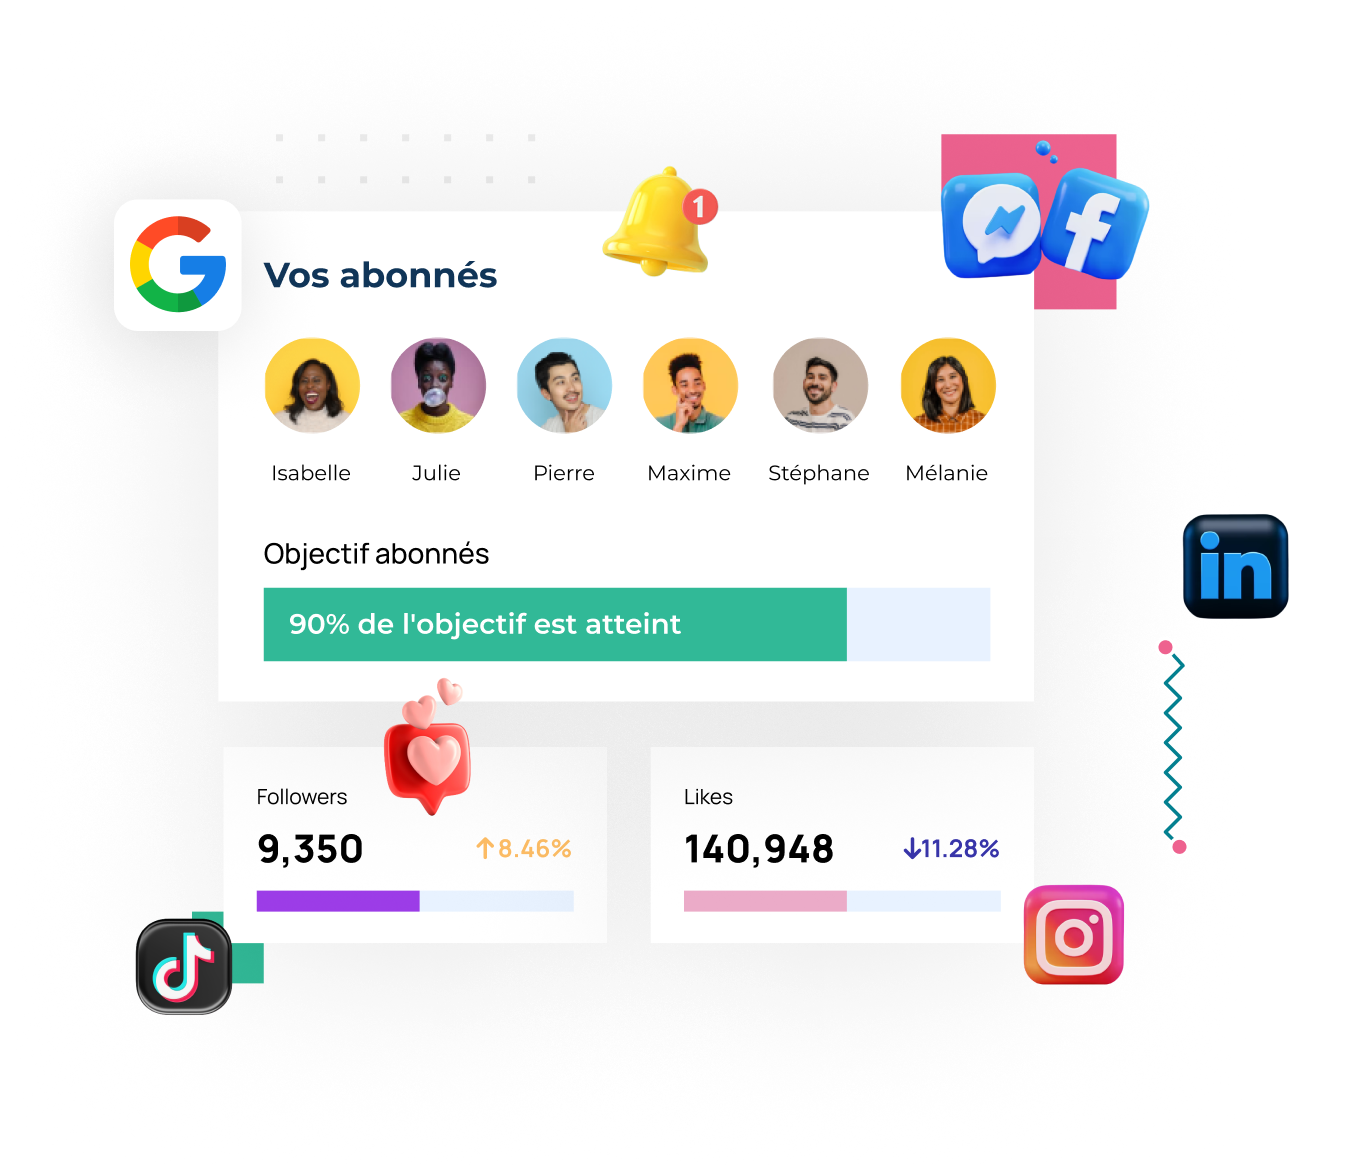 1
Vos abonnés
f
Isabelle
Julie
Pierre
Maxime
Stéphane
Mélanie
Objectif abonnés
90% de l'objectif est atteint
in
Followers
9,350
↑8.46%
Likes
140,948
↓11.28%